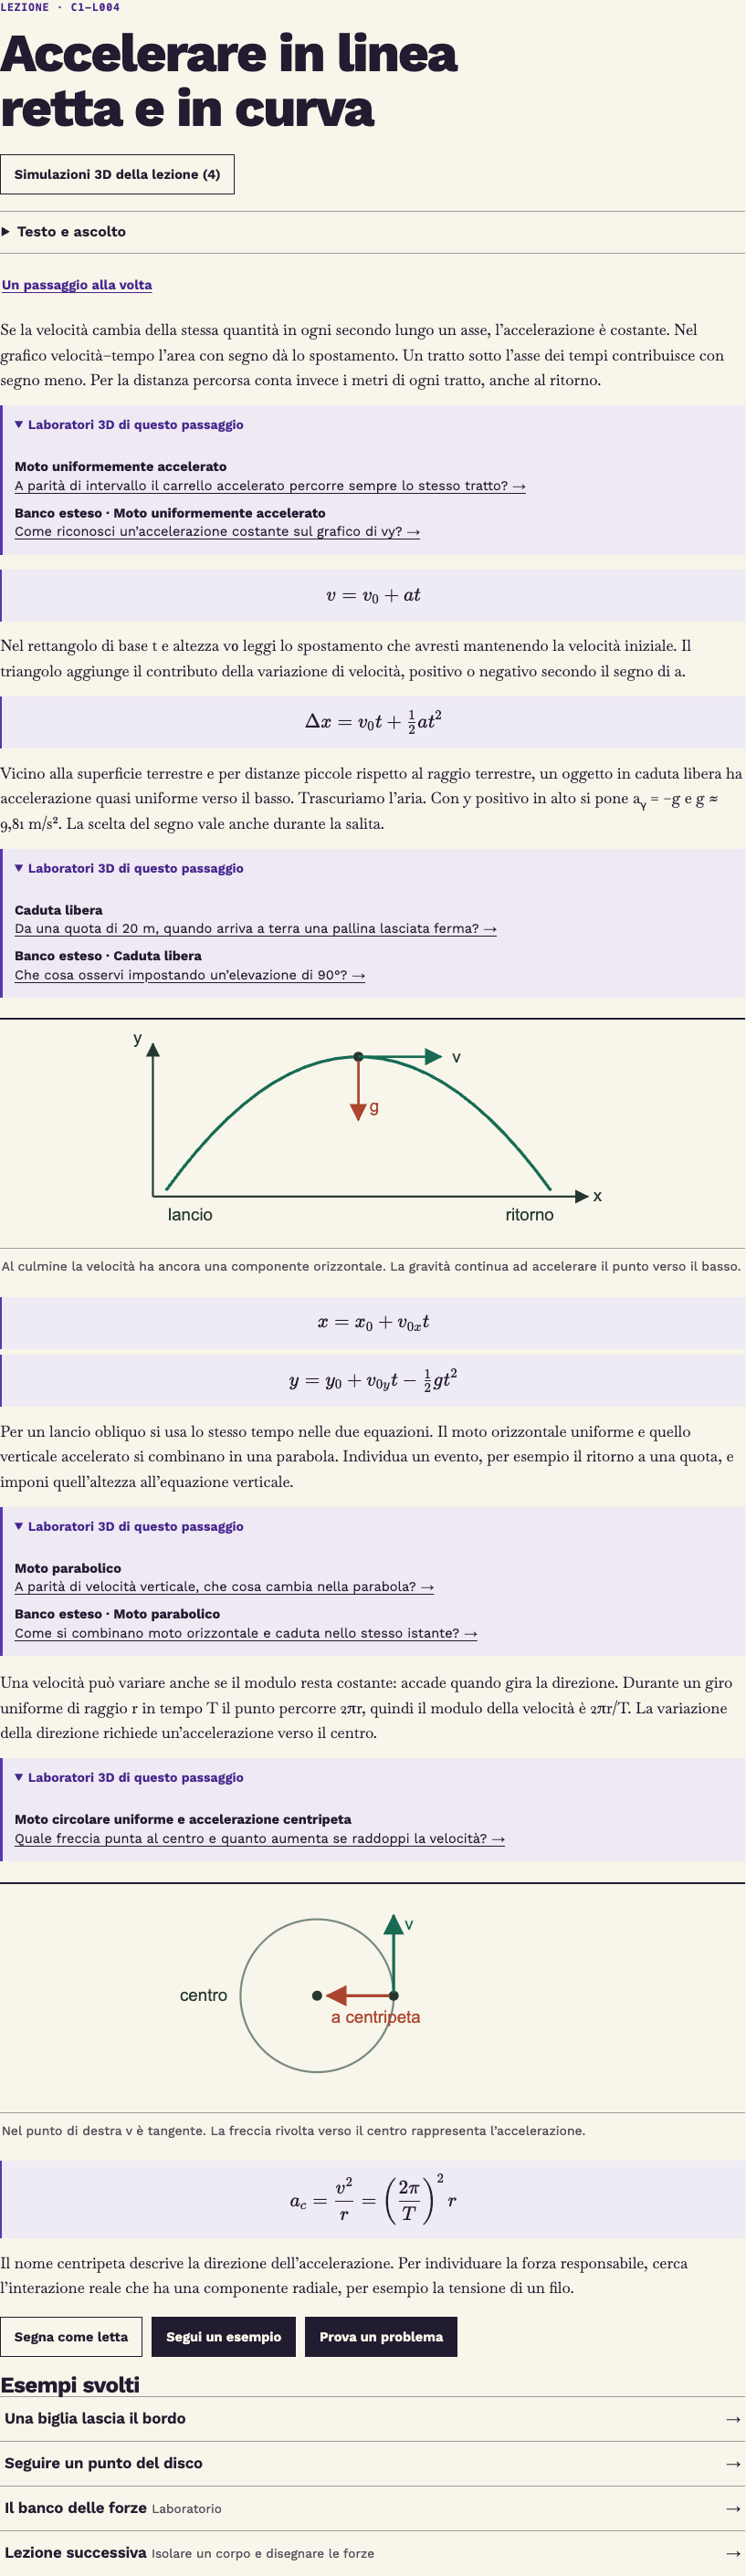 LEZIONE · C1-L004
Accelerare in linea
retta e in curva
Simulazioni 3D della lezione (4)
▶ Testo e ascolto
Un passaggio alla volta
Se la velocità cambia della stessa quantità in ogni secondo lungo un asse, l’accelerazione è costante. Nel
grafico velocità–tempo l’area con segno dà lo spostamento. Un tratto sotto l’asse dei tempi contribuisce con
segno meno. Per la distanza percorsa conta invece i metri di ogni tratto, anche al ritorno.
▼ Laboratori 3D di questo passaggio
Moto uniformemente accelerato
A parità di intervallo il carrello accelerato percorre sempre lo stesso tratto? →
Banco esteso · Moto uniformemente accelerato
Come riconosci un’accelerazione costante sul grafico di vy? →
v = v₀ + at
Nel rettangolo di base t e altezza v₀ leggi lo spostamento che avresti mantenendo la velocità iniziale. Il
triangolo aggiunge il contributo della variazione di velocità, positivo o negativo secondo il segno di a.
Δx = v₀t + ½at²
Vicino alla superficie terrestre e per distanze piccole rispetto al raggio terrestre, un oggetto in caduta libera ha
accelerazione quasi uniforme verso il basso. Trascuriamo l’aria. Con y positivo in alto si pone aᵧ = −g e g ≈
9,81 m/s². La scelta del segno vale anche durante la salita.
▼ Laboratori 3D di questo passaggio
Caduta libera
Da una quota di 20 m, quando arriva a terra una pallina lasciata ferma? →
Banco esteso · Caduta libera
Che cosa osservi impostando un’elevazione di 90°? →
y
v
g
x
lancio ritorno
Al culmine la velocità ha ancora una componente orizzontale. La gravità continua ad accelerare il punto verso il basso.
x = x₀ + v₀ₓt
y = y₀ + v_{0y}t − ½gt²
Per un lancio obliquo si usa lo stesso tempo nelle due equazioni. Il moto orizzontale uniforme e quello
verticale accelerato si combinano in una parabola. Individua un evento, per esempio il ritorno a una quota, e
imponi quell’altezza all’equazione verticale.
▼ Laboratori 3D di questo passaggio
Moto parabolico
A parità di velocità verticale, che cosa cambia nella parabola? →
Banco esteso · Moto parabolico
Come si combinano moto orizzontale e caduta nello stesso istante? →
Una velocità può variare anche se il modulo resta costante: accade quando gira la direzione. Durante un giro
uniforme di raggio r in tempo T il punto percorre 2πr, quindi il modulo della velocità è 2πr/T. La variazione
della direzione richiede un’accelerazione verso il centro.
▼ Laboratori 3D di questo passaggio
Moto circolare uniforme e accelerazione centripeta
Quale freccia punta al centro e quanto aumenta se raddoppi la velocità? →
v
centro
a centripeta
Nel punto di destra v è tangente. La freccia rivolta verso il centro rappresenta l’accelerazione.
a_c = v²/r = (2π/T)² r
Il nome centripeta descrive la direzione dell’accelerazione. Per individuare la forza responsabile, cerca
l’interazione reale che ha una componente radiale, per esempio la tensione di un filo.
Segna come letta Segui un esempio Prova un problema
Esempi svolti
Una biglia lascia il bordo →
Seguire un punto del disco →
Il banco delle forze Laboratorio →
Lezione successiva Isolare un corpo e disegnare le forze →